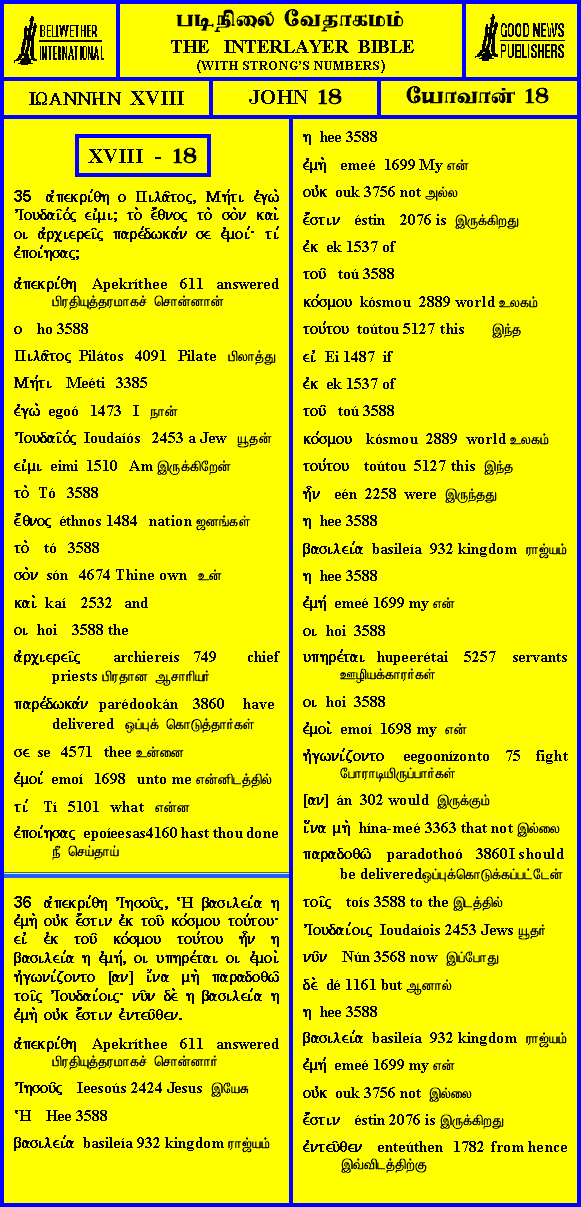 BELLWETHER
INTERNATIONAL
படிநிலை வேதாகமம்
THE INTERLAYER BIBLE
(WITH STRONG'S NUMBERS)
GOOD NEWS
PUBLISHERS
ΙΩΑΝΝΗΝ XVIII
JOHN 18
யோவான் 18
XVIII - 18
35 ἀπεκρίθη ο Πιλᾶτος, Μήτι ἐγὼ
Ἰουδαῖός εἰμι; τὸ ἔθνος τὸ σὸν καὶ
οι ἀρχιερεῖς παρέδωκάν σε ἐμοί· τί
ἐποίησας;
ἀπεκρίθη Apekríthee 611 answered
பிரதியுத்தரமாகச் சொன்னான்
ο ho 3588
Πιλᾶτος Pilátos 4091 Pilate பிலாத்து
Μήτι Meéti 3385
ἐγὼ egoó 1473 I நான்
Ἰουδαῖός Ioudaíós 2453 a Jew யூதன்
εἰμι eimi 1510 Am இருக்கிறேன்
τὸ Tó 3588
ἔθνος éthnos 1484 nation ஜனங்கள்
τὸ tó 3588
σὸν són 4674 Thine own உன்
καὶ kaí 2532 and
οι hoi 3588 the
ἀρχιερεῖς archiereís 749 chief
priests பிரதான ஆசாரியர்
παρέδωκάν parédookán 3860 have
delivered ஒப்புக் கொடுத்தார்கள்
σε se 4571 thee உன்னை
ἐμοί emoí 1698 unto me என்னிடத்தில்
τί Tí 5101 what என்ன
ἐποίησας epoíeesas4160 hast thou done
நீ செய்தாய்
36 ἀπεκρίθη Ἰησοῦς, Ἡ βασιλεία η
ἐμὴ οὐκ ἔστιν ἐκ τοῦ κόσμου τούτου·
εἰ ἐκ τοῦ κόσμου τούτου ἦν η
βασιλεία η ἐμή, οι υπηρέται οι ἐμοὶ
ἠγωνίζοντο [αν] ἵνα μὴ παραδοθῶ
τοῖς Ἰουδαίοις· νῦν δὲ η βασιλεία η
ἐμὴ οὐκ ἔστιν ἐντεῦθεν.
ἀπεκρίθη Apekríthee 611 answered
பிரதியுத்தரமாகச் சொன்னார்
Ἰησοῦς Ieesoús 2424 Jesus இயேசு
Ἡ Hee 3588
βασιλεία basileía 932 kingdom ராஜ்யம்
η hee 3588
ἐμὴ emeé 1699 My என்
οὐκ ouk 3756 not அல்ல
ἔστιν éstin 2076 is இருக்கிறது
ἐκ ek 1537 of
τοῦ toú 3588
κόσμου kósmou 2889 world உலகம்
τούτου toútou 5127 this இந்த
εἰ Ei 1487 if
ἐκ ek 1537 of
τοῦ toú 3588
κόσμου kósmou 2889 world உலகம்
τούτου toútou 5127 this இந்த
ἦν eén 2258 were இருந்தது
η hee 3588
βασιλεία basileía 932 kingdom ராஜ்யம்
η hee 3588
ἐμή emeé 1699 my என்
οι hoi 3588
υπηρέται hupeerétai 5257 servants
ஊழியக்காரர்கள்
οι hoi 3588
ἐμοὶ emoí 1698 my என்
ἠγωνίζοντο eegoonízonto 75 fight
போராடியிருப்பார்கள்
[αν] án 302 would இருக்கும்
ἵνα μὴ hína-meé 3363 that not இல்லை
παραδοθῶ paradothoó 3860I should
be deliveredஒப்புக்கொடுக்கப்பட்டேன்
τοῖς toís 3588 to the இடத்தில்
Ἰουδαίοις Ioudaíois 2453 Jews யூதர்
νῦν Nún 3568 now இப்போது
δὲ dé 1161 but ஆனால்
η hee 3588
βασιλεία basileía 932 kingdom ராஜ்யம்
ἐμή emeé 1699 my என்
οὐκ ouk 3756 not இல்லை
ἔστιν éstin 2076 is இருக்கிறது
ἐντεῦθεν enteúthen 1782 from hence
இவ்விடத்திற்கு